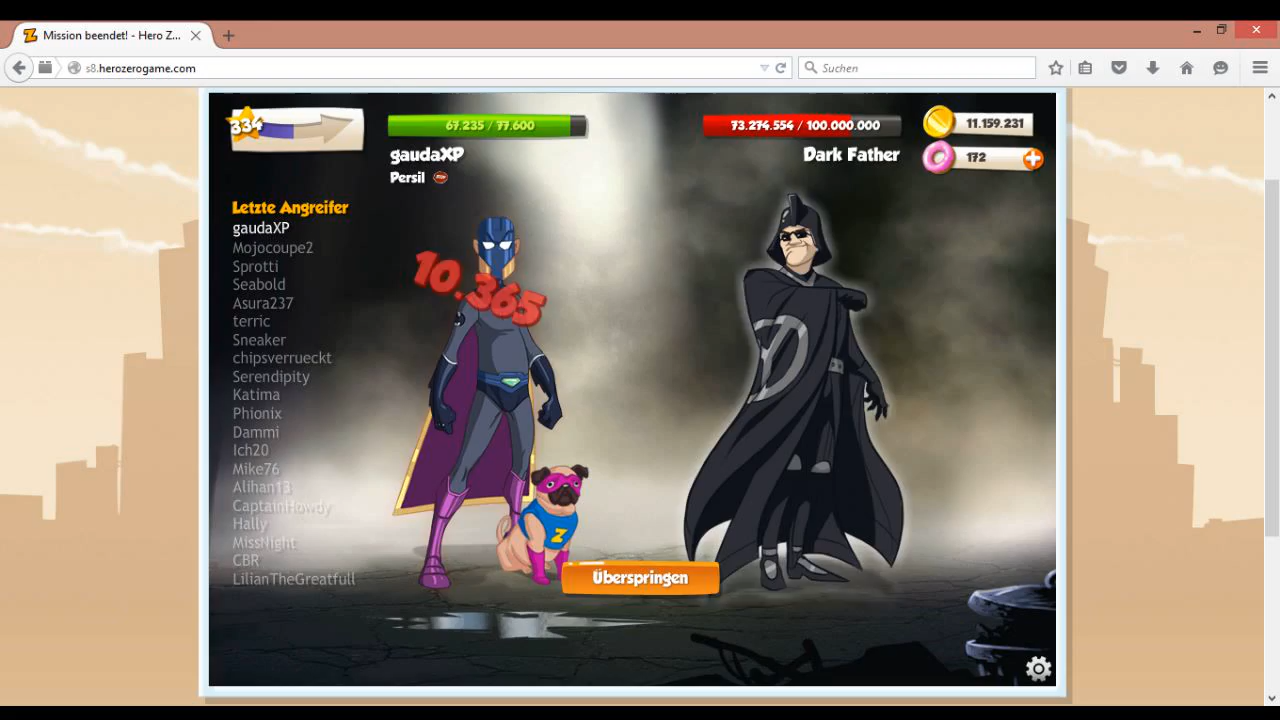 Mission beendet! - Hero Z...
s8.herozerogame.com
Suchen
334
67.235 / 77.600
73.274.554 / 100.000.000
11.159.231
gaudaXP
Dark Father
172
Persil
Letzte Angreifer
gaudaXP
Mojocoupe2
Sprotti
Seabold
Asura237
terric
Sneaker
chipsverrueckt
Serendipity
Katima
Phionix
Dammi
Ich20
Mike76
Alihan13
CaptainHowdy
Hally
MissNight
CBR
LilianTheGreatfull
10.365
Z
Überspringen